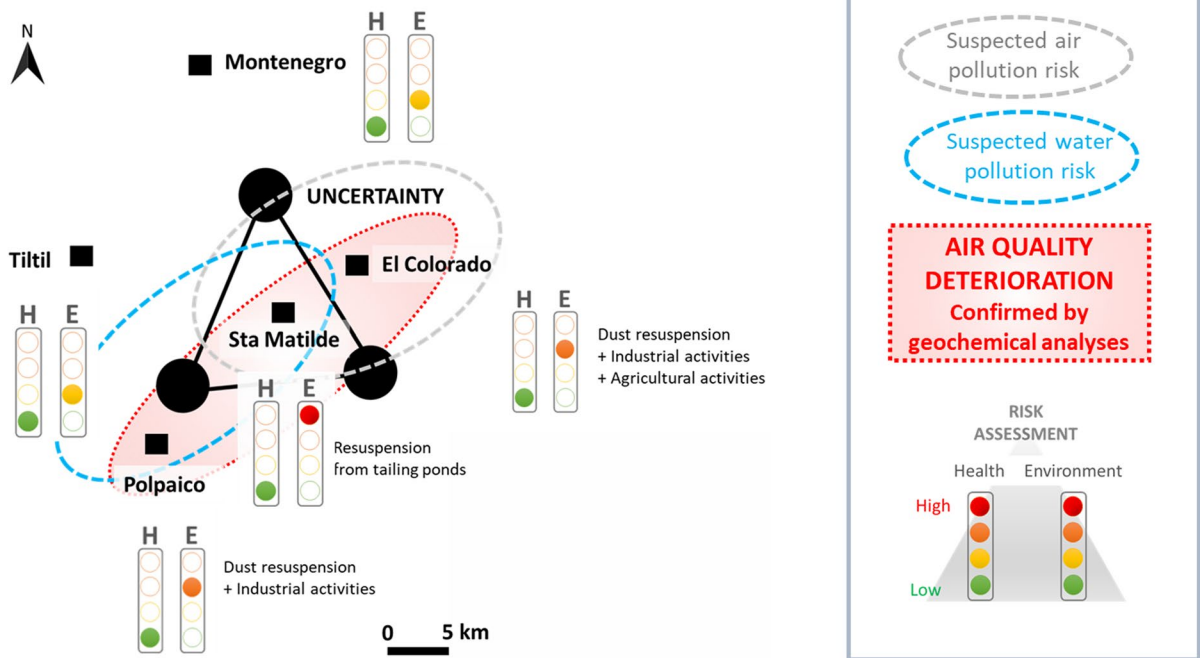 N
H E
Montenegro
UNCERTAINTY
Tiltil
El Colorado
H E
Sta Matilde
H E
Dust resuspension
+ Industrial activities
+ Agricultural activities
H E
Resuspension
from tailing ponds
Polpaico
H E
Dust resuspension
+ Industrial activities
0 5 km
Suspected air
pollution risk
Suspected water
pollution risk
AIR QUALITY
DETERIORATION
Confirmed by
geochemical analyses
RISK
ASSESSMENT
Health Environment
High
Low